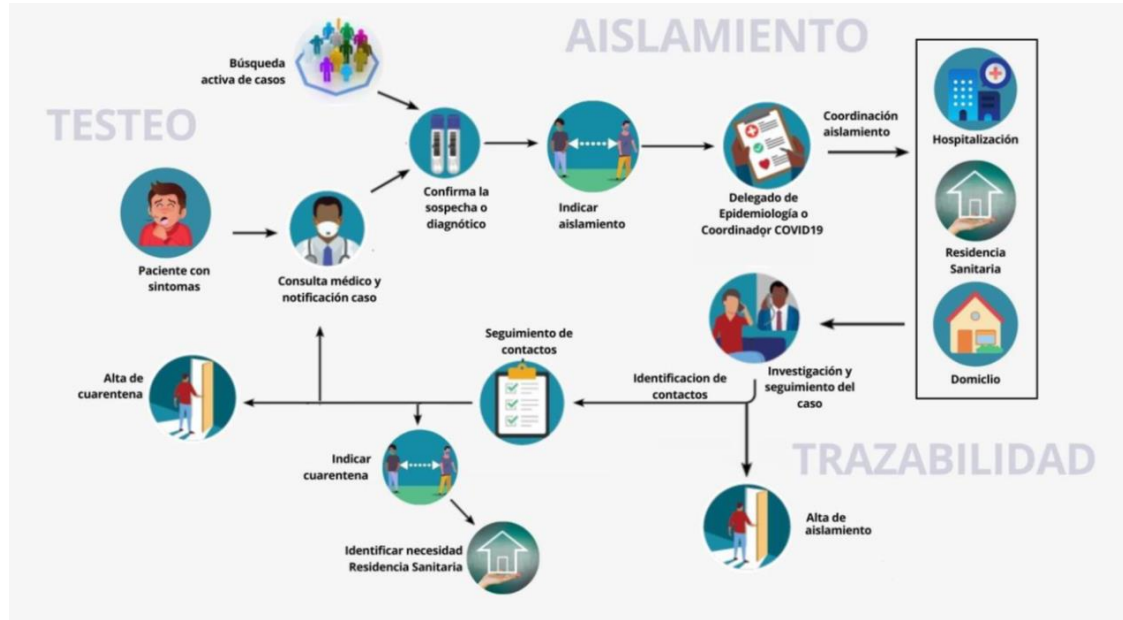 AISLAMIENTO
Búsqueda
activa de casos
TESTEO
Coordinación
aislamiento
Hospitalización
Confirma la
sospecha o
diagnótico
Indicar
aislamiento
Delegado de
Epidemiología o
Coordinador COVID19
Residencia
Sanitaria
Paciente con
sintomas
Consulta médico y
notificación caso
Seguimiento de
contactos
Alta de
cuarentena
Identificacion de
contactos
Investigación y
seguimiento del
caso
Domiclio
TRAZABILIDAD
Indicar
cuarentena
Alta de
aislamiento
Identificar necesidad
Residencia Sanitaria